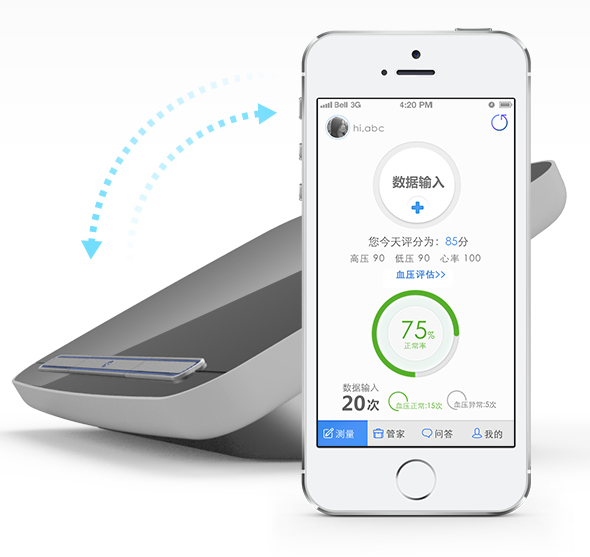 Bell 3G 4:20 PM
hi,abc
数据输入
您今天评分为：85分
高压 90 低压 90 心率 100
血压评估>>
75%
正常率
数据输入
20次
血压正常:15次
血压异常:5次
测量 管家 问答 我的